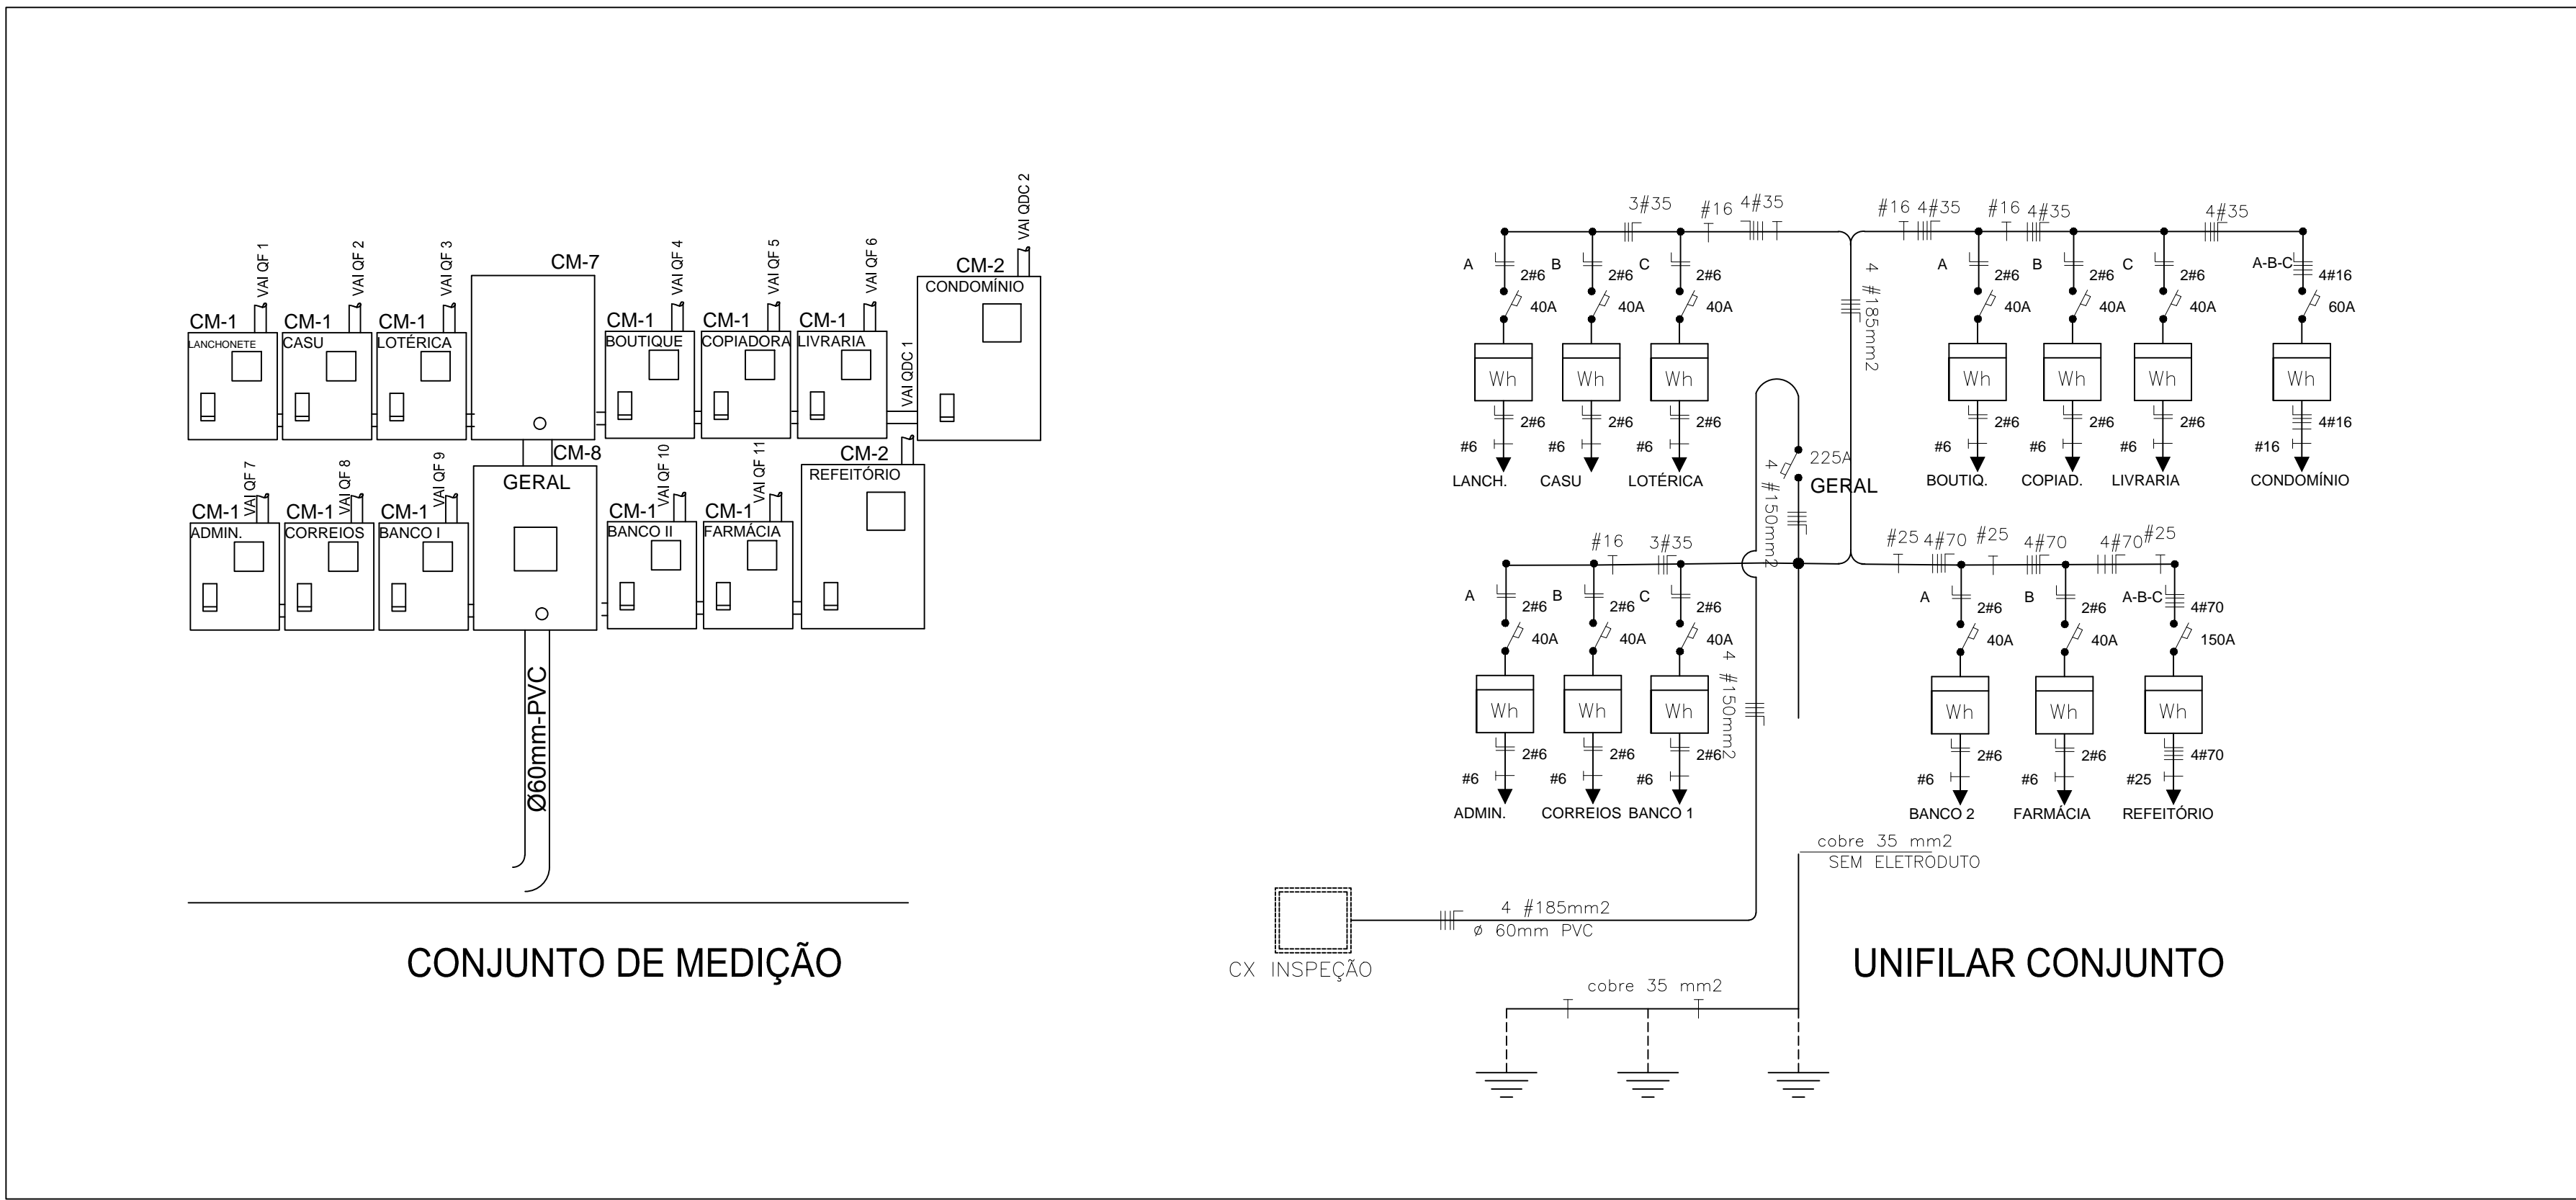 VAI QF 1
VAI QF 2
VAI QF 3
CM-7
VAI QF 4
VAI QF 5
VAI QF 6
VAI QDC 2
CM-2
CONDOMÍNIO
CM-1
LANCHONETE
CM-1
CASU
CM-1
LOTÉRICA
CM-1
BOUTIQUE
CM-1
COPIADORA
CM-1
LIVRARIA
VAI QDC 1
VAI QF 7
VAI QF 8
VAI QF 9
CM-8
GERAL
VAI QF 10
VAI QF 11
CM-2
REFEITÓRIO
CM-1
ADMIN.
CM-1
CORREIOS
CM-1
BANCO I
CM-1
BANCO II
CM-1
FARMÁCIA
Ø60mm-PVC
CONJUNTO DE MEDIÇÃO
3#35
#16
4#35
#16
4#35
#16
4#35
4#35
A
2#6
B
2#6
C
2#6
A
2#6
B
2#6
C
2#6
A-B-C
4#16
40A
40A
40A
40A
40A
40A
60A
4 #185mm2
Wh
Wh
Wh
Wh
Wh
Wh
Wh
2#6
2#6
2#6
2#6
2#6
2#6
4#16
#6
#6
#6
#6
#6
#6
#16
LANCH.
CASU
LOTÉRICA
BOUTIQ.
COPIAD.
LIVRARIA
CONDOMÍNIO
225A
GERAL
4 #150mm2
#16
3#35
#25
4#70
#25
4#70
4#70
#25
A
2#6
B
2#6
C
2#6
A
2#6
B
2#6
A-B-C
4#70
40A
40A
40A
40A
40A
150A
4 #150mm2
Wh
Wh
Wh
Wh
Wh
Wh
2#6
2#6
2#6
2#6
2#6
4#70
#6
#6
#6
#6
#6
#25
ADMIN.
CORREIOS
BANCO 1
BANCO 2
FARMÁCIA
REFEITÓRIO
cobre 35 mm2
SEM ELETRODUTO
4 #185mm2
ø 60mm PVC
CX INSPEÇÃO
cobre 35 mm2
UNIFILAR CONJUNTO